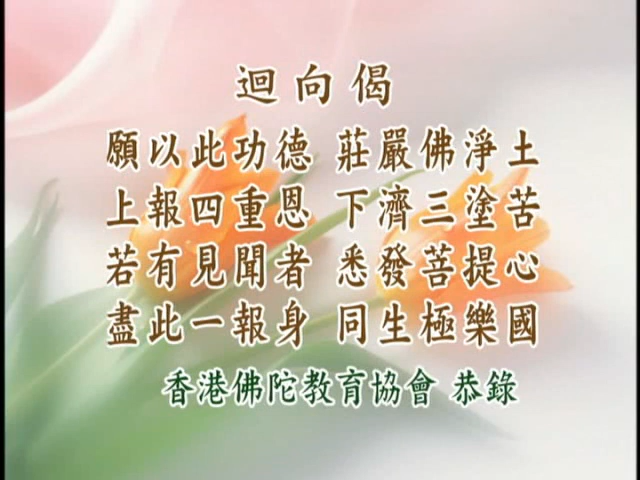 迴向偈
願以此功德 莊嚴佛淨土
上報四重恩 下濟三塗苦
若有見聞者 悉發菩提心
盡此一報身 同生極樂國
香港佛陀教育協會 恭錄